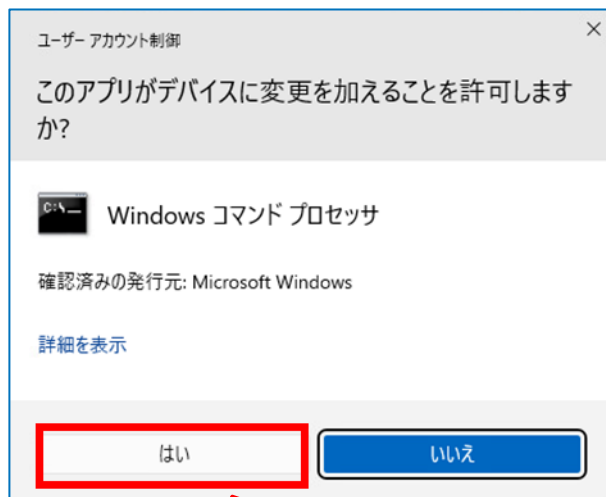 ユーザー アカウント制御
×
このアプリがデバイスに変更を加えることを許可します
か?
C:\_
Windows コマンド プロセッサ
確認済みの発行元: Microsoft Windows
詳細を表示
はい
いいえ